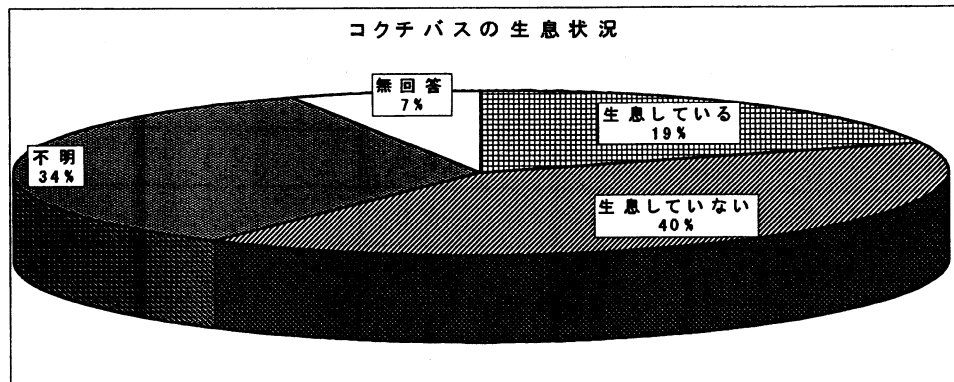 コクチバスの生息状況
無回答
7%
生息している
19%
不明
34%
生息していない
40%